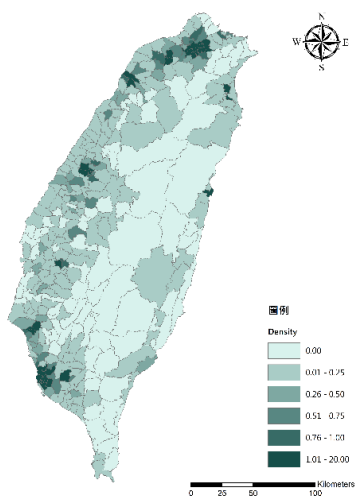 N
W E
S
圖例
Density
0.00
0.01 - 0.25
0.26 - 0.50
0.51 - 0.75
0.76 - 1.00
1.01 - 20.00
Kilometers
0 25 50 100